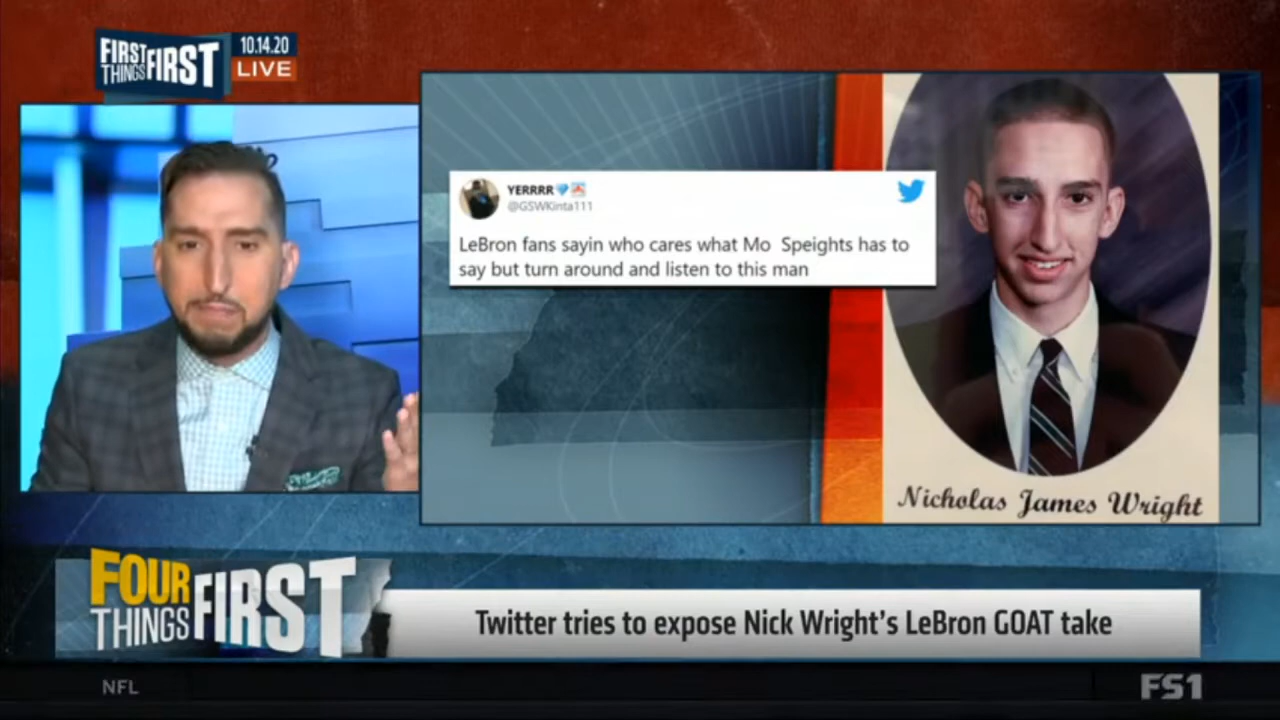 FIRST THINGS FIRST
10.14.20
LIVE
YERRRR
@GSWKinta111
LeBron fans sayin who cares what Mo Speights has to
say but turn around and listen to this man
Nicholas James Wright
FOUR THINGS FIRST
Twitter tries to expose Nick Wright's LeBron GOAT take
NFL
FS1